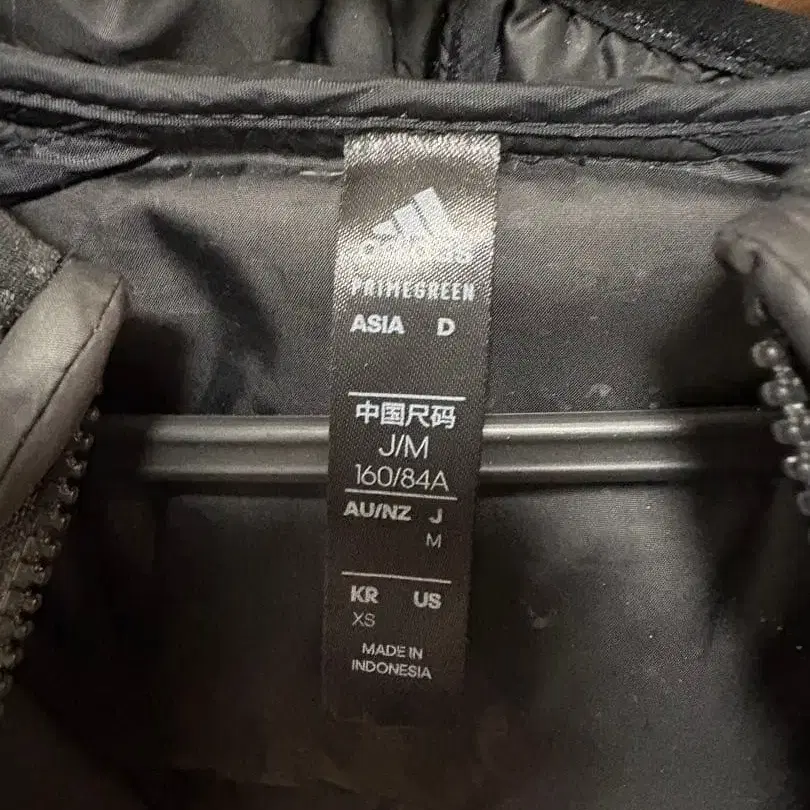 adidas
PRIMEGREEN
ASIA D
中国尺码
J/M
160/84A
AU/NZ J
M
KR US
XS
MADE IN
INDONESIA